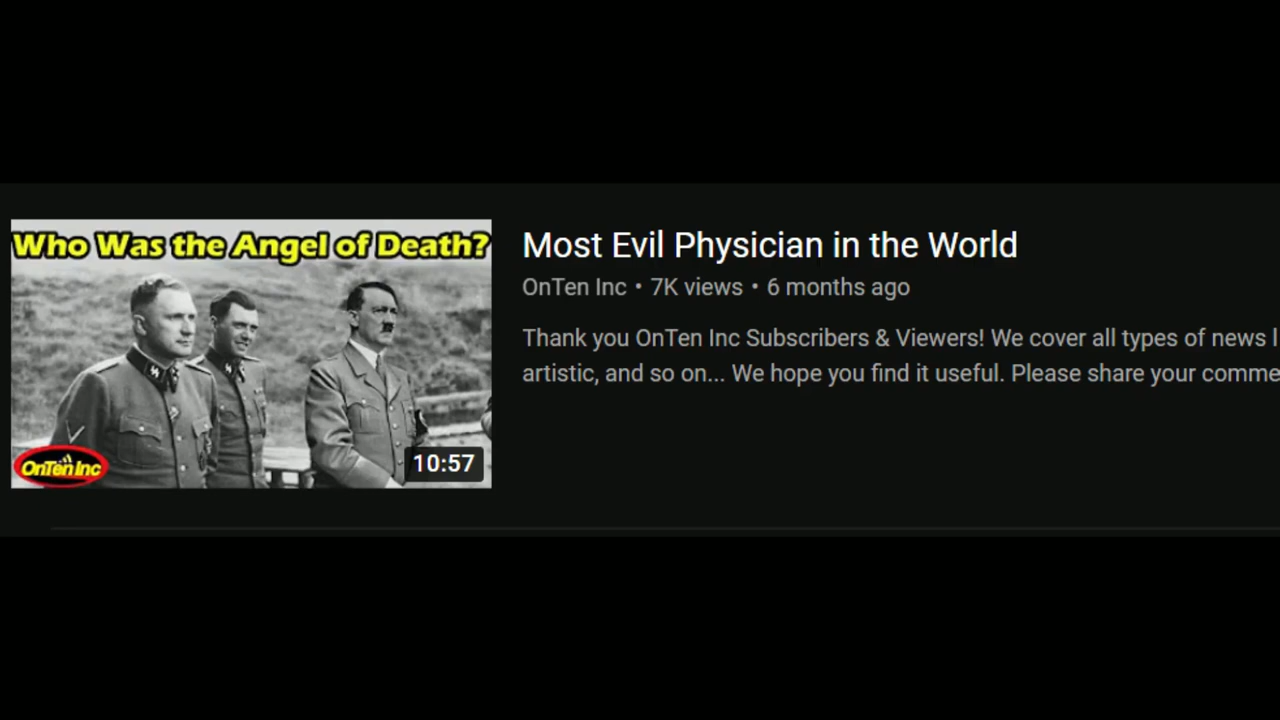 Who Was the Angel of Death?
OnTen Inc
10:57
Most Evil Physician in the World
OnTen Inc • 7K views • 6 months ago
Thank you OnTen Inc Subscribers & Viewers! We cover all types of news
artistic, and so on... We hope you find it useful. Please share your comme